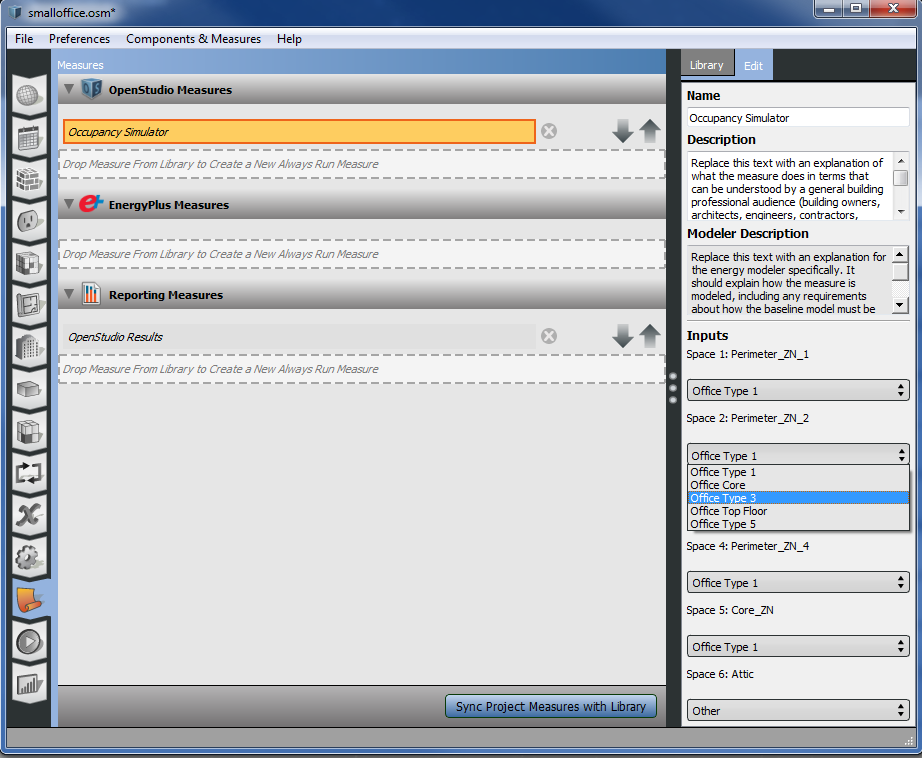 smalloffice.osm*
File Preferences Components & Measures Help
Measures
OpenStudio Measures
Occupancy Simulator
Drop Measure From Library to Create a New Always Run Measure
EnergyPlus Measures
Drop Measure From Library to Create a New Always Run Measure
Reporting Measures
OpenStudio Results
Drop Measure From Library to Create a New Always Run Measure
Sync Project Measures with Library
Library Edit
Name
Occupancy Simulator
Description
Replace this text with an explanation of
what the measure does in terms that
can be understood by a general building
professional audience (building owners,
architects, engineers, contractors,
Modeler Description
Replace this text with an explanation for
the energy modeler specifically. It
should explain how the measure is
modeled, including any requirements
about how the baseline model must be
Inputs
Space 1: Perimeter_ZN_1
Office Type 1
Space 2: Perimeter_ZN_2
Office Type 1
Office Type 1
Office Core
Office Type 3
Office Top Floor
Office Type 5
Space 4: Perimeter_ZN_4
Office Type 1
Space 5: Core_ZN
Office Type 1
Space 6: Attic
Other